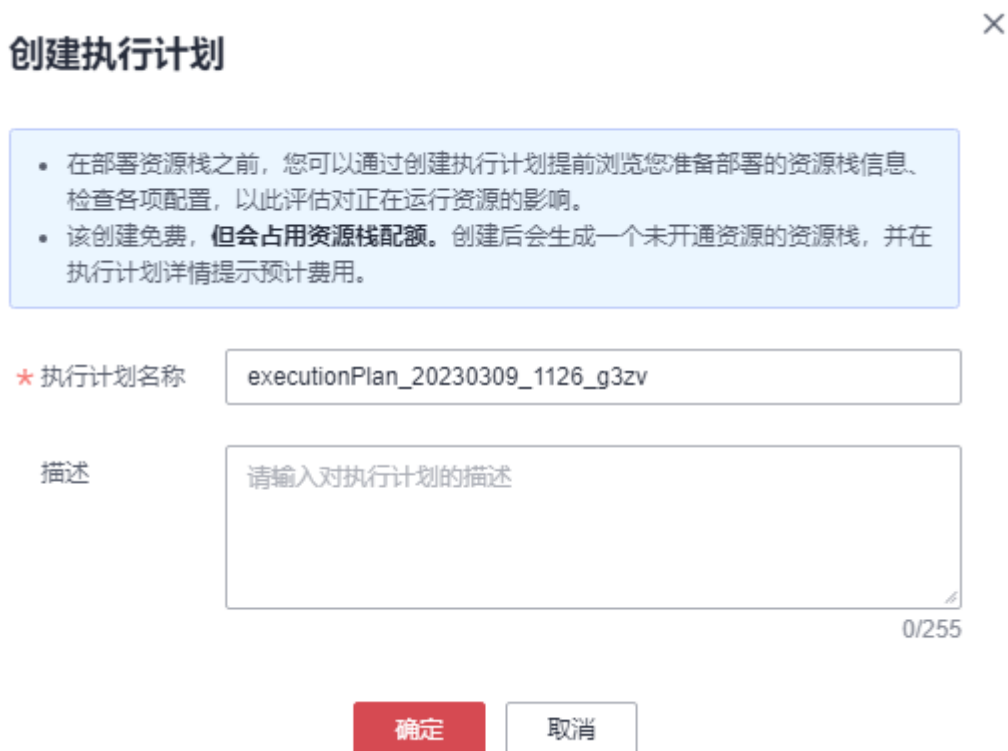 创建执行计划
在部署资源栈之前，您可以通过创建执行计划提前浏览您准备部署的资源栈信息、
检查各项配置，以此评估对正在运行资源的影响。
该创建免费，但会占用资源栈配额。创建后会生成一个未开通资源的资源栈，并在
执行计划详情提示预计费用。
* 执行计划名称 executionPlan_20230309_1126_g3zv
描述 请输入对执行计划的描述
0/255
确定 取消